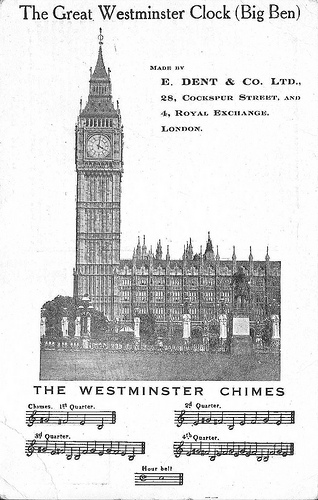 The Great Westminster Clock (Big Ben)
MADE BY
E. DENT & CO. LTD.,
28, COCKSPUR STREET, AND
4, ROYAL EXCHANGE.
LONDON.
THE WESTMINSTER CHIMES
Chimes. 1st Quarter.
2d Quarter.
3d Quarter.
4th Quarter.
Hour bell